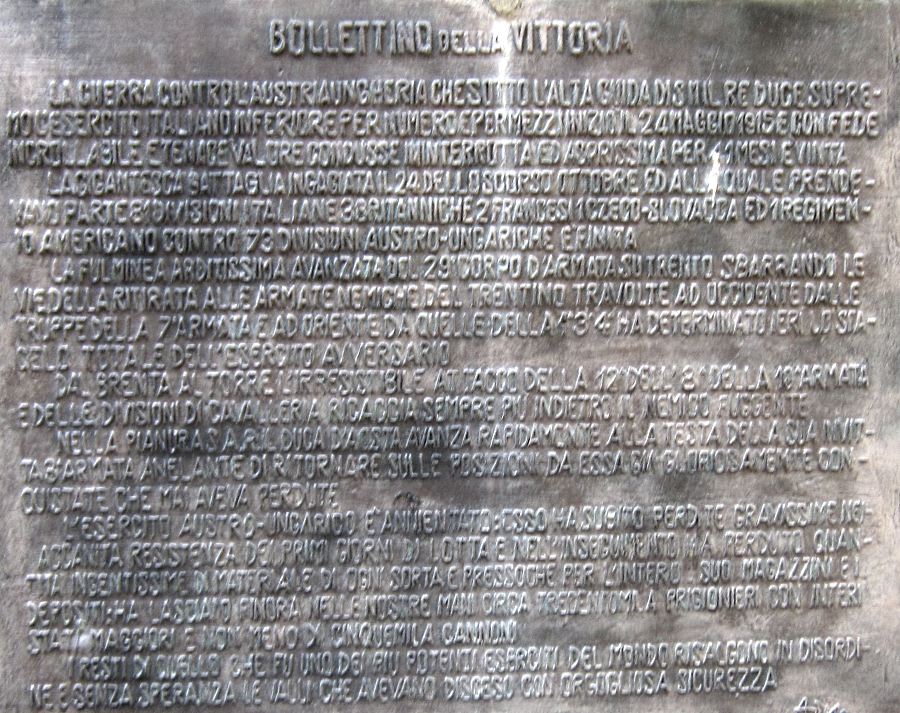 BOLLETTINO DELLA VITTORIA
LA GUERRA CONTRO L'AUSTRIA UNGHERIA CHE SOTTO L'ALTA GUIDA DI S.M. IL RE DUCE SUPRE-
MO L'ESERCITO ITALIANO INFERIORE PER NUMERO E PER MEZZI INIZIO IL 24 MAGGIO 1915 E CON FEDE
INCROLLABILE E TENACE VALORE CONDUSSE ININTERROTTA ED ASPRISSIMA PER 41 MESI E VINTA
LA GIGANTESCA BATTAGLIA INGAGIATA IL 24 DELLO SCORSO OTTOBRE ED ALLA QUALE PRENDE-
VANO PARTE 51 DIVISIONI ITALIANE 3 BRITANNICHE 2 FRANCESI 1 CZECO-SLOVACCA ED 1 REGIMEN-
TO AMERICANO CONTRO 73 DIVISIONI AUSTRO-UNGARICHE E FINITA
LA FULMINEA ARDITISSIMA AVANZATA DEL 29° CORPO D'ARMATA SU TRENTO SBARRANDO LE
VIE DELLA RITIRATA ALLE ARMATE NEMICHE DEL TRENTINO TRAVOLTE AD OCCIDENTE DALLE
TRUPPE DELLA 7ª ARMATA E AD ORIENTE DA QUELLE DELLA 1ª 3 4ª HA DETERMINATO IERI LO SFA-
CELO TOTALE DELL'ESERCITO AVVERSARIO
DAL BRENTA AL TORRE L'IRRESISTIBILE ATTACCO DELLA 12ª DELL'8ª DELLA 10ª ARMATA
E DELLE DIVISIONI DI CAVALLERIA RICACCIA SEMPRE PIU INDIETRO IL NEMICO FUGGENTE
NELLA PIANURA S.A.R. IL DUCA D'AOSTA AVANZA RAPIDAMENTE ALLA TESTA DELLA SUA INVIT-
TA 3ª ARMATA ANELANTE DI RITORNARE SULLE POSIZIONI DA ESSA GIA GLORIOSAMENTE CON-
QUISTATE CHE MAI AVEVA PERDUTE
L'ESERCITO AUSTRO-UNGARICO E' ANNIENTATO: ESSO HA SUBITO PERDITE GRAVISSIME NEL-
ACCANITA RESISTENZA DEI PRIMI GIORNI DI LOTTA E NELL'INSEGUIMENTO HA PERDUTO QUAN-
TITA INGENTISSIME DI MATERIALE DI OGNI SORTA E PRESSOCHE PER L'INTERO I SUOI MAGAZZINI E I
DEPOSITI: HA LASCIATO FINORA NELLE NOSTRE MANI CIRCA TRECENTOMILA PRIGIONIERI CON INTERI
STATI MAGGIORI E NON MENO DI CINQUEMILA CANNONI
I RESTI DI QUELLO CHE FU UNO DEI PIU POTENTI ESERCITI DEL MONDO RISALGONO IN DISORDI-
NE E SENZA SPERANZA LE VALLI CHE AVEVANO DISCESO CON ORGOGLIOSA SICUREZZA